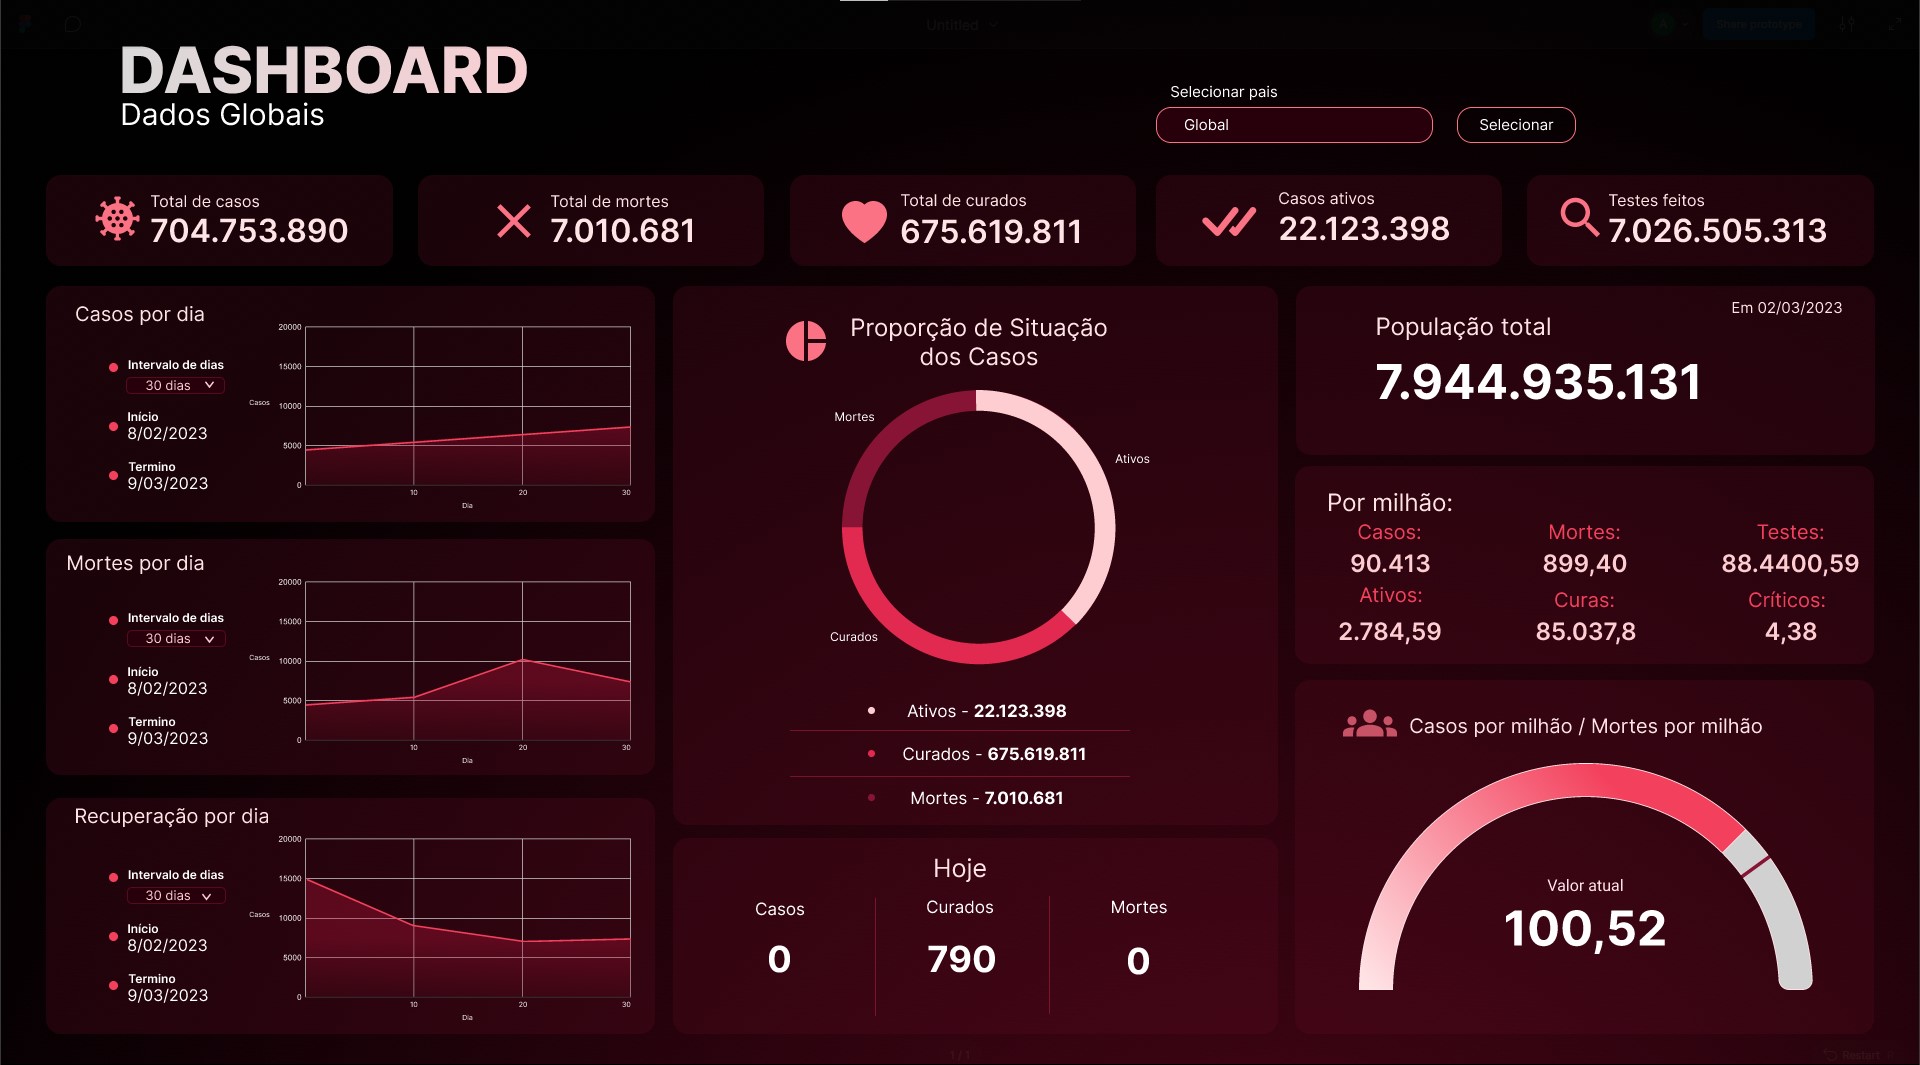 Untitled
Share prototype
DASHBOARD
Dados Globais
Selecionar pais
Global
Selecionar
Total de casos
704.753.890
Total de mortes
7.010.681
Total de curados
675.619.811
Casos ativos
22.123.398
Testes feitos
7.026.505.313
Casos por dia
Intervalo de dias
30 dias
Início
8/02/2023
Termino
9/03/2023
20000
15000
Casos
10000
5000
0
10
20
30
Dia
Mortes por dia
Intervalo de dias
30 dias
Início
8/02/2023
Termino
9/03/2023
20000
15000
Casos
10000
5000
0
10
20
30
Dia
Recuperação por dia
Intervalo de dias
30 dias
Início
8/02/2023
Termino
9/03/2023
20000
15000
Casos
10000
5000
0
10
20
30
Dia
Proporção de Situação
dos Casos
Mortes
Ativos
Curados
Ativos - 22.123.398
Curados - 675.619.811
Mortes - 7.010.681
Hoje
Casos
0
Curados
790
Mortes
0
Em 02/03/2023
População total
7.944.935.131
Por milhão:
Casos:
90.413
Mortes:
899,40
Testes:
88.4400,59
Ativos:
2.784,59
Curas:
85.037,8
Críticos:
4,38
Casos por milhão / Mortes por milhão
Valor atual
100,52
1 / 1
Restart